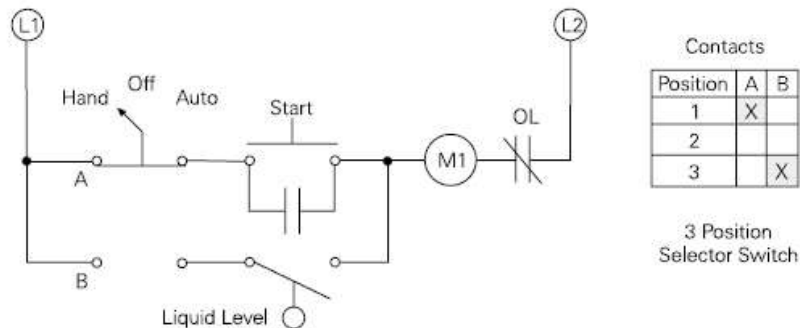 L1
L2
Hand
Off
Auto
Start
OL
A
M1
B
Liquid Level
Contacts
Position A B
1 X
2
3 X
3 Position
Selector Switch